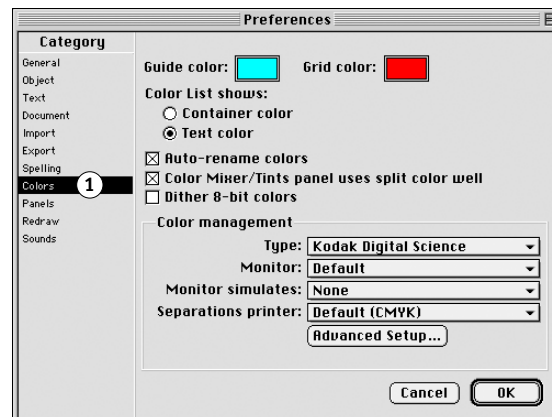 Preferences
Category
General
Object
Text
Document
Import
Export
Spelling
Colors 1
Panels
Redraw
Sounds
Guide color: Grid color:
Color List shows:
Container color
Text color
Auto-rename colors
Color Mixer/Tints panel uses split color well
Dither 8-bit colors
Color management
Type: Kodak Digital Science
Monitor: Default
Monitor simulates: None
Separations printer: Default (CMYK)
Advanced Setup...
Cancel OK